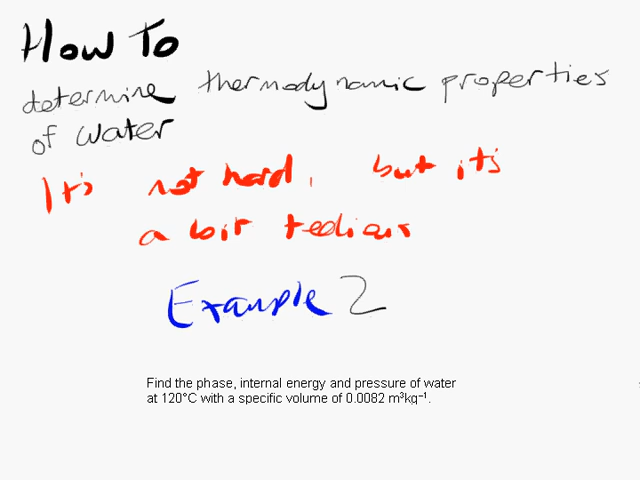 How To
determine thermodynamic properties
of water
It's not hard, but it's
a bit tedious
Example 2
Find the phase, internal energy and pressure of water
at 120°C with a specific volume of 0.0082 m³kg⁻¹.